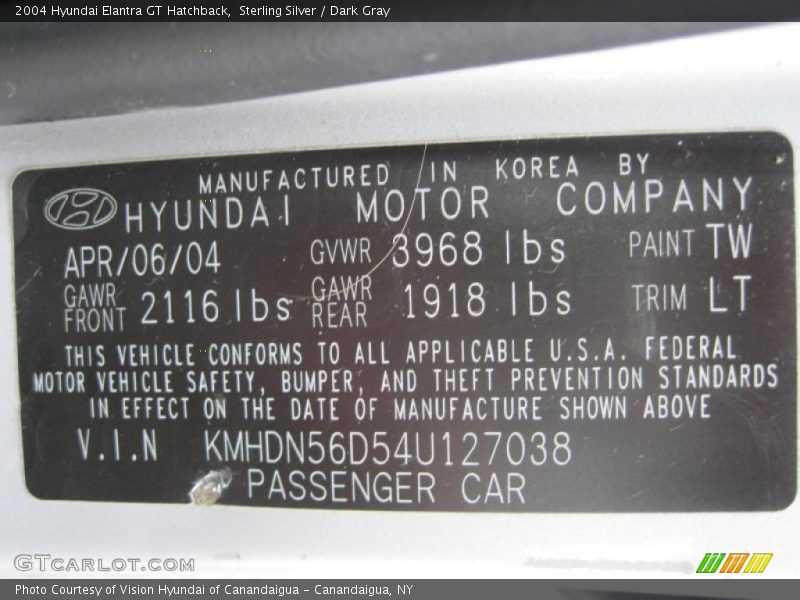 2004 Hyundai Elantra GT Hatchback,  Sterling Silver / Dark Gray
MANUFACTURED IN KOREA BY
HYUNDAI MOTOR COMPANY
APR/06/04 GVWR 3968 lbs PAINT TW
GAWR FRONT 2116 lbs GAWR REAR 1918 lbs TRIM LT
THIS VEHICLE CONFORMS TO ALL APPLICABLE U.S.A. FEDERAL
MOTOR VEHICLE SAFETY, BUMPER, AND THEFT PREVENTION STANDARDS
IN EFFECT ON THE DATE OF MANUFACTURE SHOWN ABOVE
V.I.N KMHDN56D54U127038
PASSENGER CAR
GTCARLOT.COM
Photo Courtesy of Vision Hyundai of Canandaigua - Canandaigua, NY